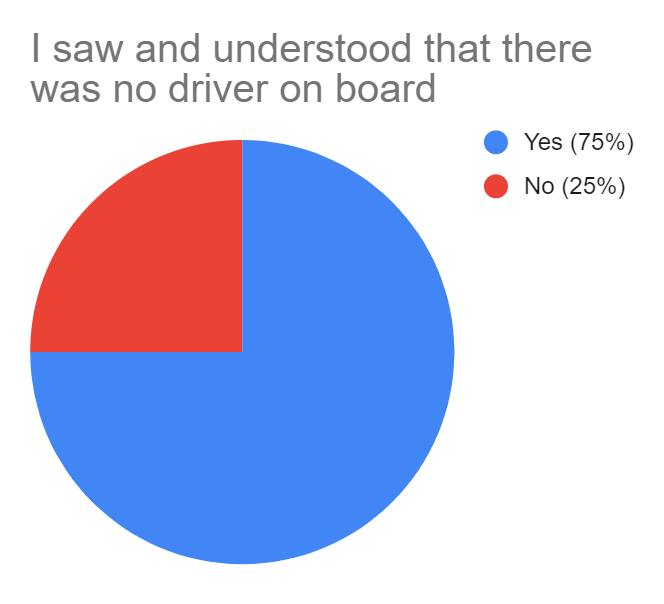 I saw and understood that there
was no driver on board
Yes (75%)
No (25%)